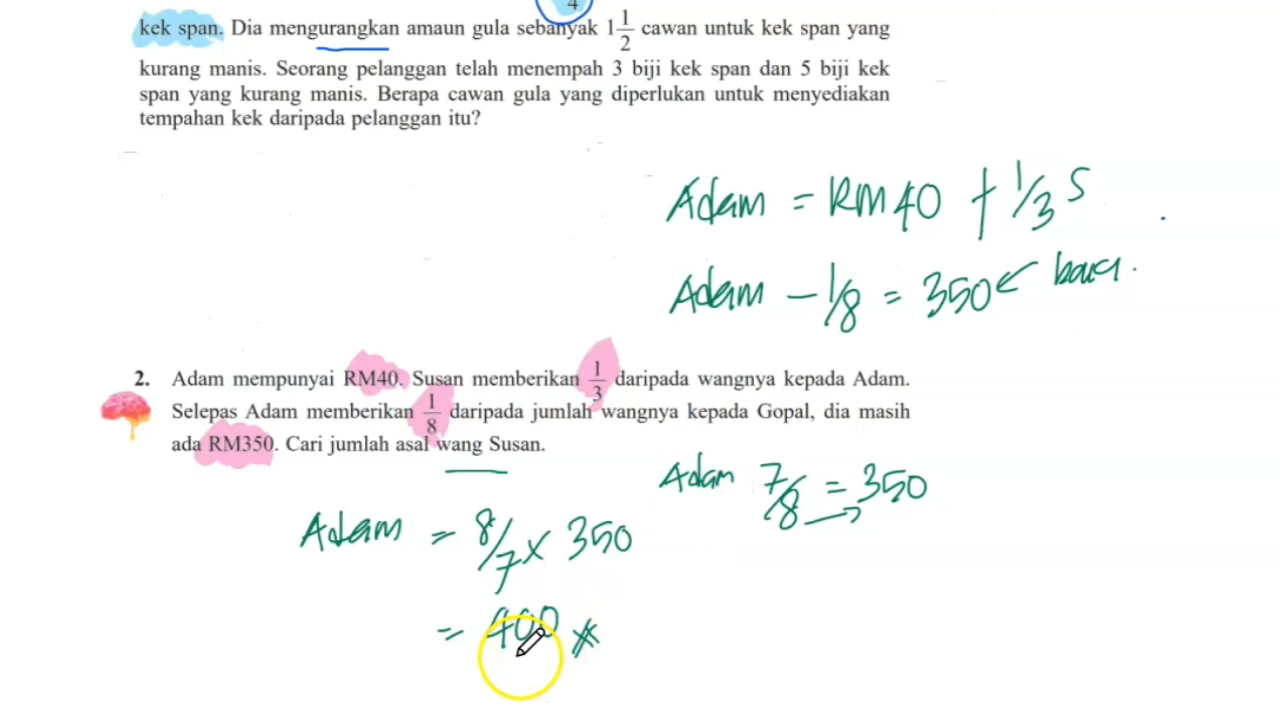 4
kek span. Dia mengurangkan amaun gula sebanyak 1 1/2 cawan untuk kek span yang
kurang manis. Seorang pelanggan telah menempah 3 biji kek span dan 5 biji kek
span yang kurang manis. Berapa cawan gula yang diperlukan untuk menyediakan
tempahan kek daripada pelanggan itu?
Adam = RM40 + 1/3 S
Adam - 1/8 = 350 ←
2. Adam mempunyai RM40. Susan memberikan 1/3 daripada wangnya kepada Adam.
Selepas Adam memberikan 1/8 daripada jumlah wangnya kepada Gopal, dia masih
ada RM350. Cari jumlah asal wang Susan.
Adam 7/8 = 350
Adam = 8/7 × 350
= 400